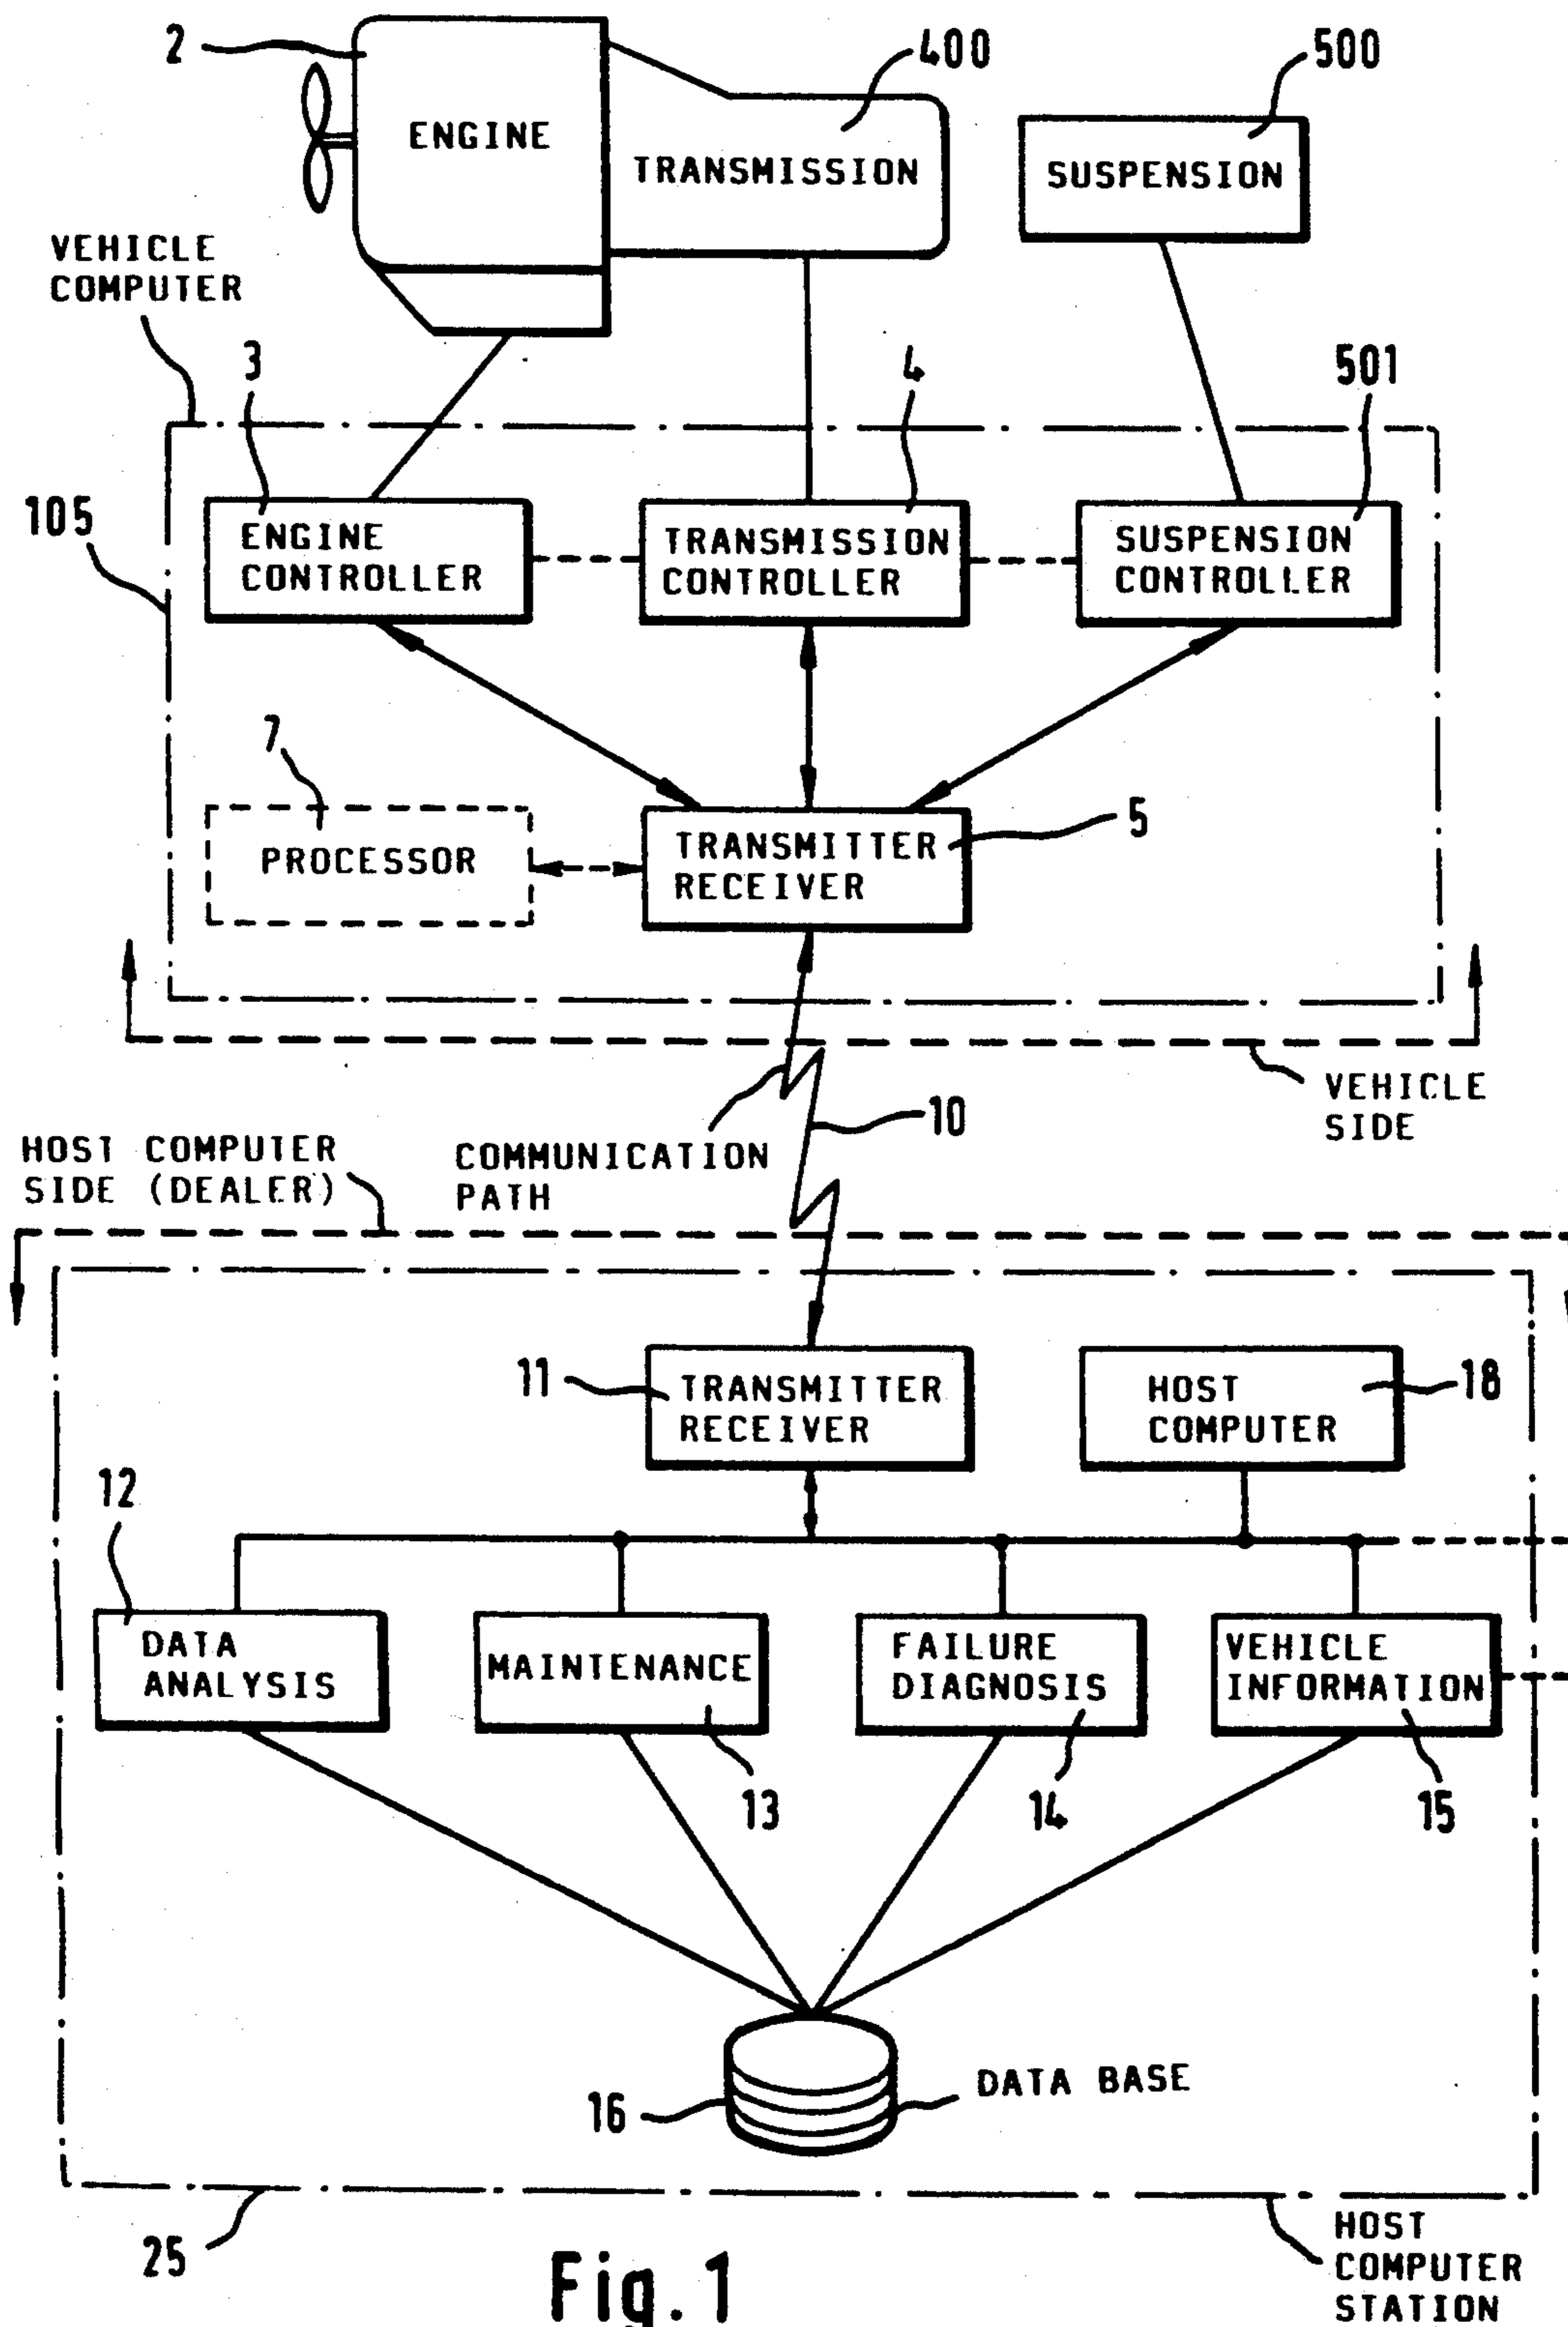 2
400
500
ENGINE
TRANSMISSION
SUSPENSION
VEHICLE
COMPUTER
3
4
501
105
ENGINE
CONTROLLER
TRANSMISSION
CONTROLLER
SUSPENSION
CONTROLLER
7
PROCESSOR
TRANSMITTER
RECEIVER
5
VEHICLE
SIDE
10
COMMUNICATION
PATH
HOST COMPUTER
SIDE (DEALER)
11
TRANSMITTER
RECEIVER
HOST
COMPUTER
18
12
DATA
ANALYSIS
MAINTENANCE
FAILURE
DIAGNOSIS
VEHICLE
INFORMATION
13
14
15
16
DATA BASE
25
HOST
COMPUTER
STATION
Fig.1